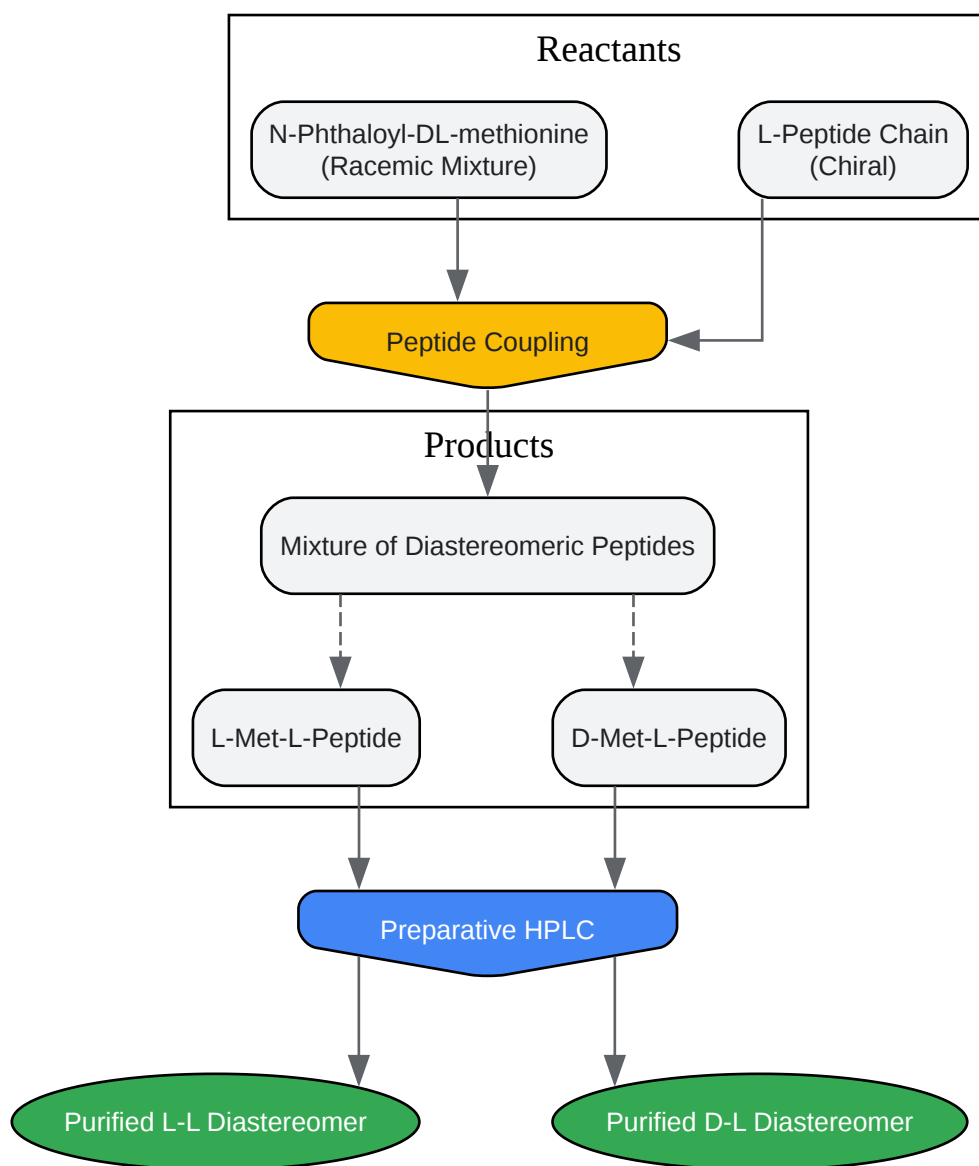 Reactants
N-Phthaloyl-DL-methionine
(Racemic Mixture)
L-Peptide Chain
(Chiral)
Peptide Coupling
Products
Mixture of Diastereomeric Peptides
L-Met-L-Peptide
D-Met-L-Peptide
Preparative HPLC
Purified L-L Diastereomer
Purified D-L Diastereomer